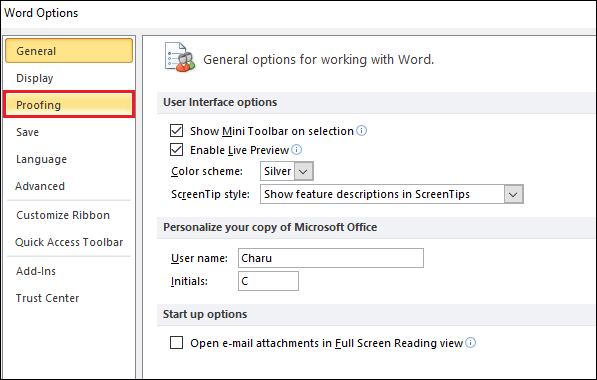 Word Options
General
Display
Proofing
Save
Language
Advanced
Customize Ribbon
Quick Access Toolbar
Add-Ins
Trust Center
General options for working with Word.
User Interface options
Show Mini Toolbar on selection
Enable Live Preview
Color scheme: Silver
ScreenTip style: Show feature descriptions in ScreenTips
Personalize your copy of Microsoft Office
User name: Charu
Initials: C
Start up options
Open e-mail attachments in Full Screen Reading view